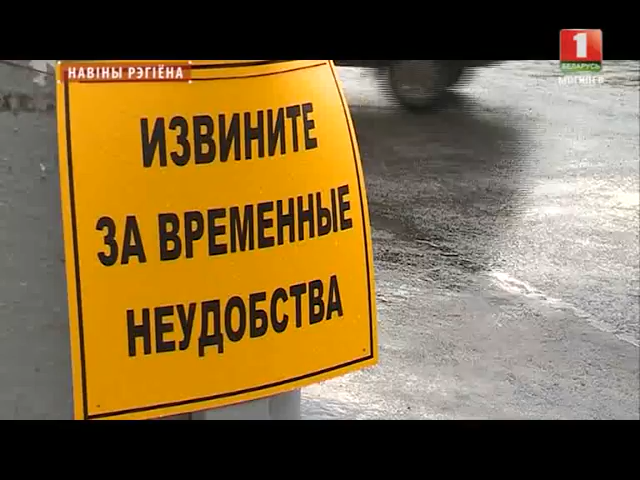 НАВІНЫ РЭГІЁНА
1
БЕЛАРУСЬ
МОГИЛЕВ
ИЗВИНИТЕ
ЗА ВРЕМЕННЫЕ
НЕУДОБСТВА